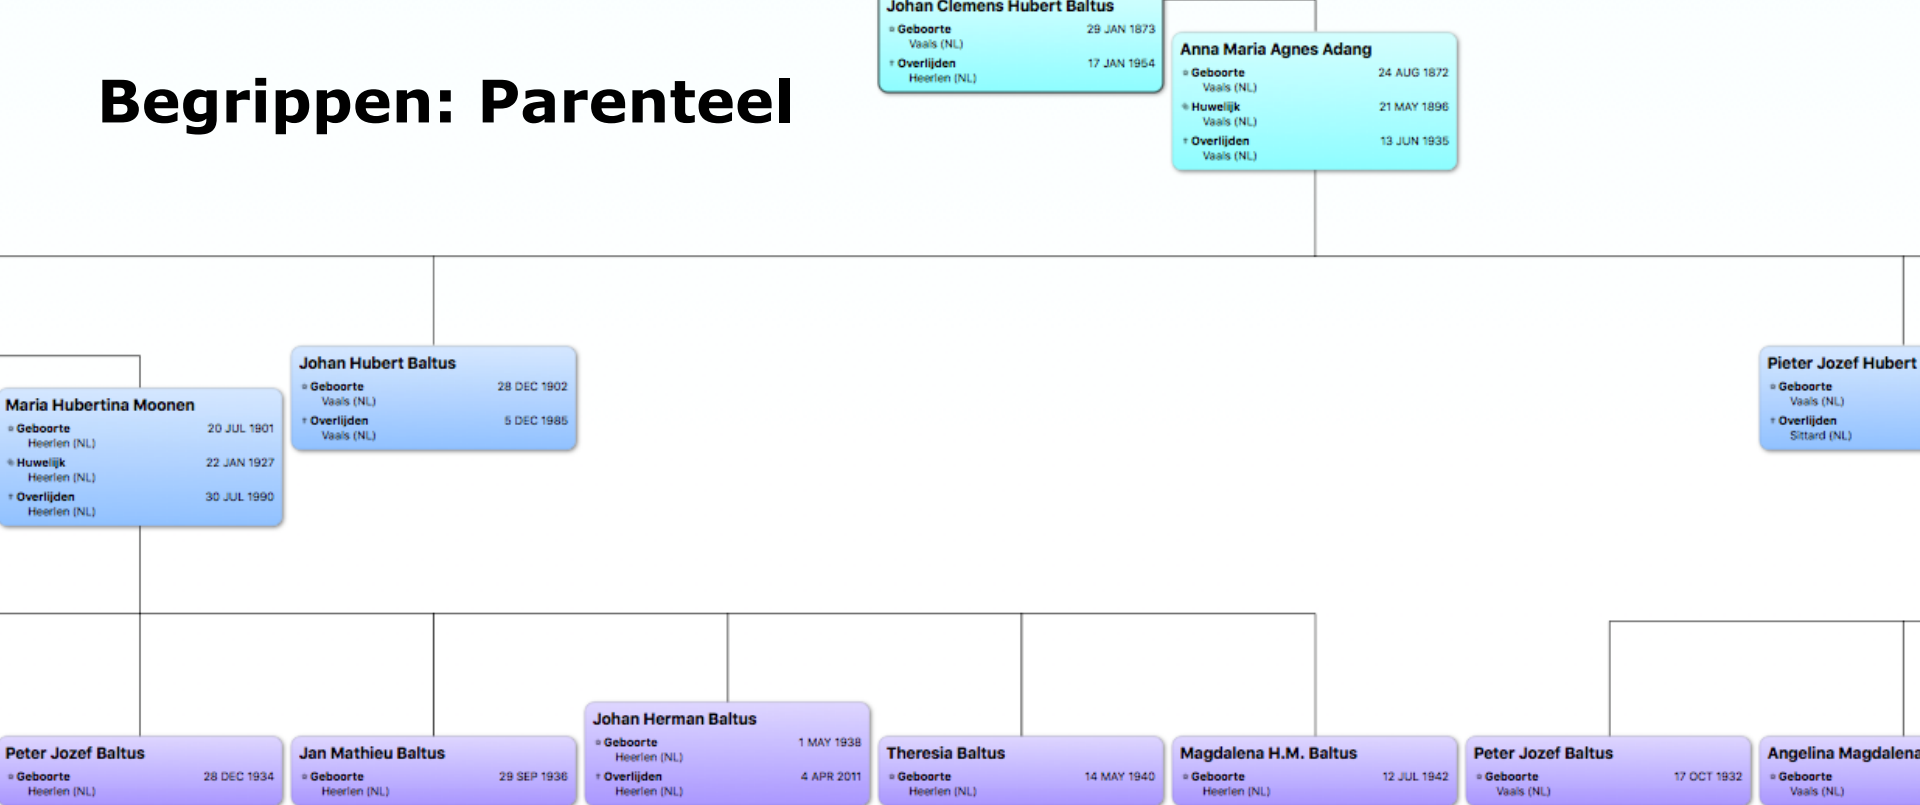 Begrippen: Parenteel
Johan Clemens Hubert Baltus
Geboorte 29 JAN 1873
Vaals (NL)
† Overlijden 17 JAN 1954
Heerlen (NL)
Anna Maria Agnes Adang
Geboorte 24 AUG 1872
Vaals (NL)
Huwelijk 21 MAY 1896
Vaals (NL)
† Overlijden 13 JUN 1935
Vaals (NL)
Maria Hubertina Moonen
Geboorte 20 JUL 1901
Heerlen (NL)
Huwelijk 22 JAN 1927
Heerlen (NL)
† Overlijden 30 JUL 1990
Heerlen (NL)
Johan Hubert Baltus
Geboorte 28 DEC 1902
Vaals (NL)
† Overlijden 5 DEC 1985
Vaals (NL)
Pieter Jozef Hubert
Geboorte
Vaals (NL)
† Overlijden
Sittard (NL)
Peter Jozef Baltus
Geboorte 28 DEC 1934
Heerlen (NL)
Jan Mathieu Baltus
Geboorte 29 SEP 1936
Heerlen (NL)
Johan Herman Baltus
Geboorte 1 MAY 1938
Heerlen (NL)
† Overlijden 4 APR 2011
Heerlen (NL)
Theresia Baltus
Geboorte 14 MAY 1940
Heerlen (NL)
Magdalena H.M. Baltus
Geboorte 12 JUL 1942
Heerlen (NL)
Peter Jozef Baltus
Geboorte 17 OCT 1932
Vaals (NL)
Angelina Magdalena
Geboorte
Vaals (NL)